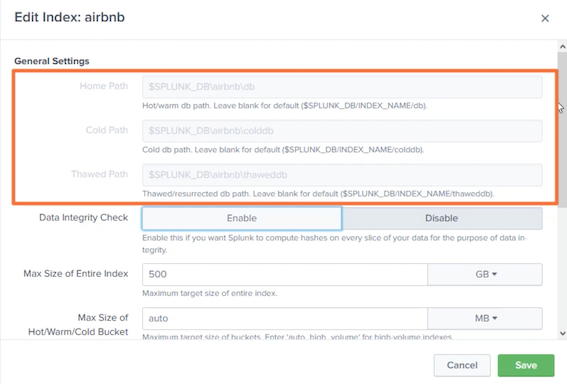 Edit Index: airbnb
×
General Settings
Home Path
$SPLUNK_DB\airbnb\db
Hot/warm db path. Leave blank for default ($SPLUNK_DB/INDEX_NAME/db).
Cold Path
$SPLUNK_DB\airbnb\colddb
Cold db path. Leave blank for default ($SPLUNK_DB/INDEX_NAME/colddb).
Thawed Path
$SPLUNK_DB\airbnb\thaweddb
Thawed/resurrected db path. Leave blank for default ($SPLUNK_DB/INDEX_NAME/thaweddb).
Data Integrity Check
Enable
Disable
Enable this if you want Splunk to compute hashes on every slice of your data for the purpose of data in-
tegrity.
Max Size of Entire Index
500
GB
Maximum target size of entire index.
Max Size of
Hot/Warm/Cold Bucket
auto
MB
Maximum target size of buckets. Enter 'auto_high_volume' for high-volume indexes.
Cancel
Save